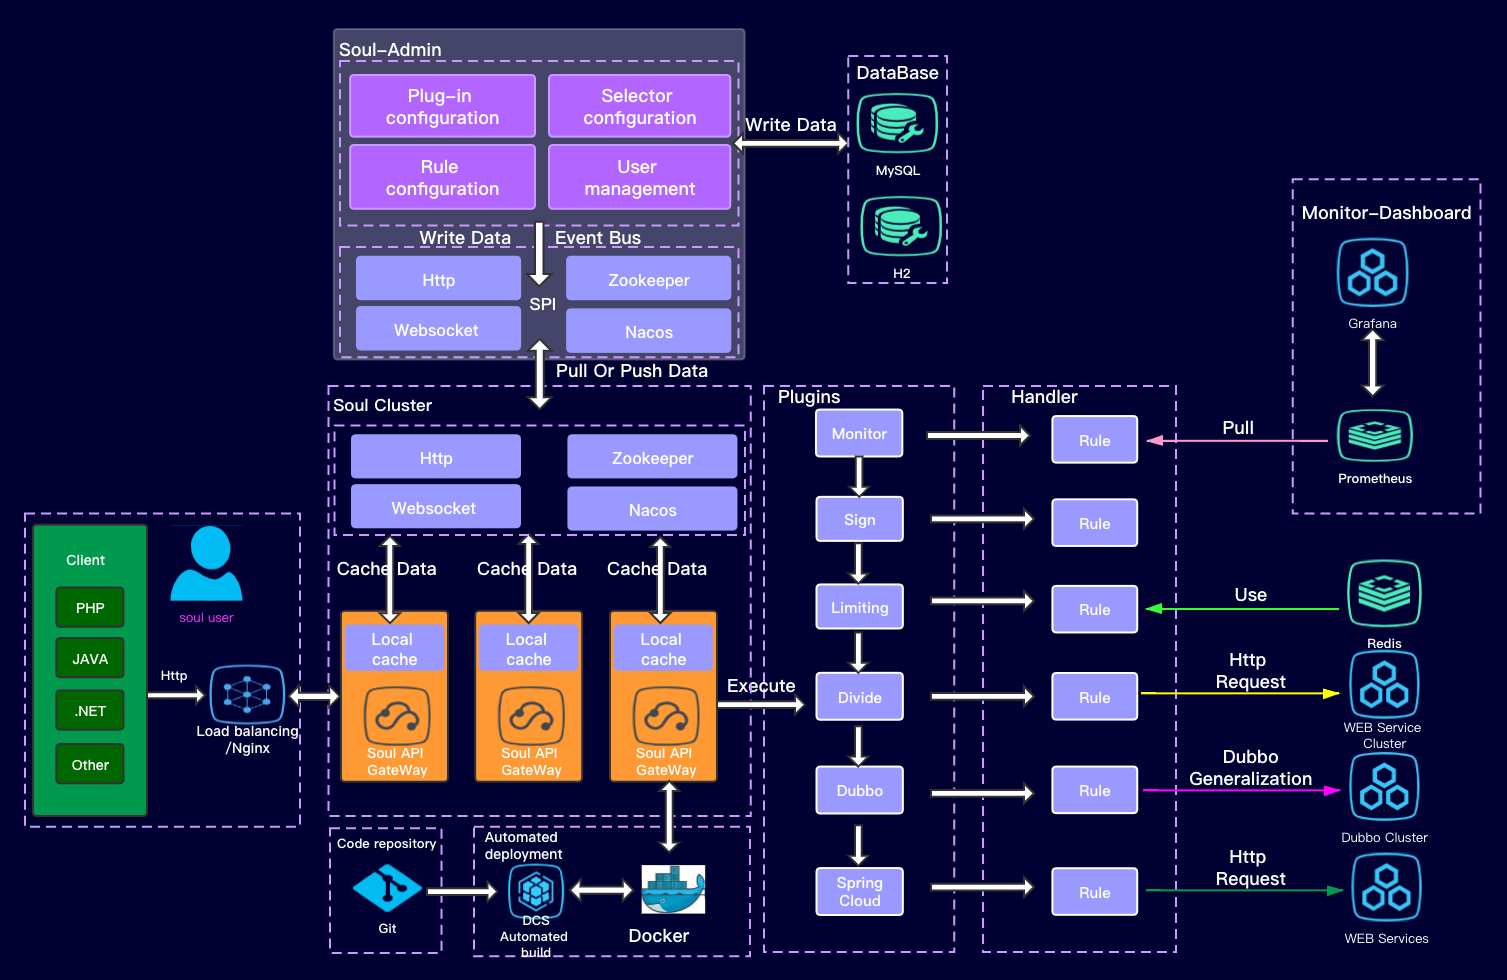 Soul-Admin
Plug-in
configuration
Selector
configuration
Rule
configuration
User
management
Write Data
Event Bus
Http
Zookeeper
SPI
Websocket
Nacos
Pull Or Push Data
Write Data
DataBase
MySQL
H2
Monitor-Dashboard
Grafana
Prometheus
Pull
Soul Cluster
Http
Zookeeper
Websocket
Nacos
Cache Data
Cache Data
Cache Data
Local
cache
Local
cache
Local
cache
Soul API
GateWay
Soul API
GateWay
Soul API
GateWay
Execute
Client
PHP
JAVA
.NET
Other
soul user
Http
Load balancing
/Nginx
Code repository
Git
Automated
deployment
DCS
Automated
build
Docker
Plugins
Monitor
Sign
Limiting
Divide
Dubbo
Spring
Cloud
Handler
Rule
Rule
Rule
Rule
Rule
Rule
Use
Redis
Http
Request
WEB Service
Cluster
Dubbo
Generalization
Dubbo Cluster
Http
Request
WEB Services